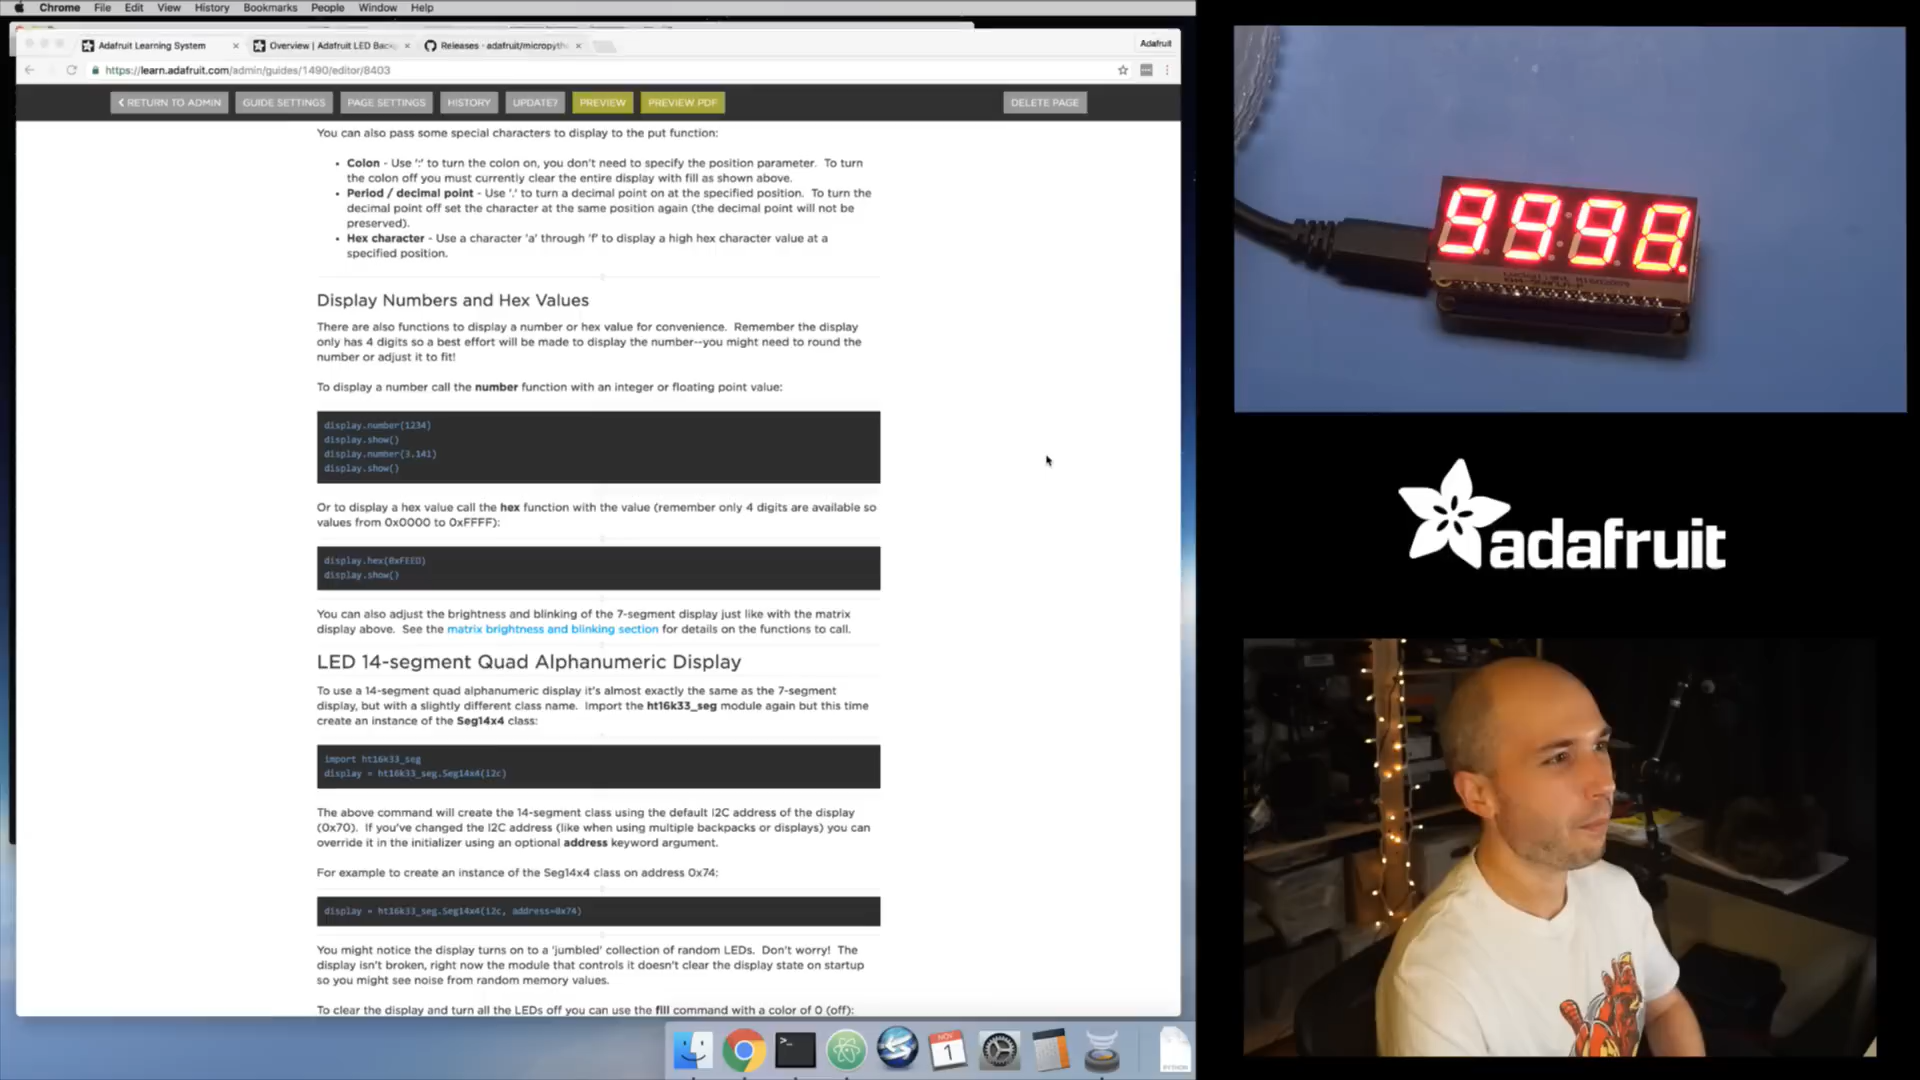 Chrome File Edit View History Bookmarks People Window Help
Adafruit Learning System
Overview | Adafruit LED Bac
Releases · adafruit/micropyth
Adafruit
https://learn.adafruit.com/admin/guides/1490/editor/8403
RETURN TO ADMIN GUIDE SETTINGS PAGE SETTINGS HISTORY UPDATE? PREVIEW PREVIEW PDF DELETE PAGE
You can also pass some special characters to display to the put function:
Colon - Use ':' to turn the colon on, you don't need to specify the position parameter. To turn
the colon off you must currently clear the entire display with fill as shown above.
Period / decimal point - Use '.' to turn a decimal point on at the specified position. To turn the
decimal point off set the character at the same position again (the decimal point will not be
preserved).
Hex character - Use a character 'a' through 'f' to display a high hex character value at a
specified position.
Display Numbers and Hex Values
There are also functions to display a number or hex value for convenience. Remember the display
only has 4 digits so a best effort will be made to display the number--you might need to round the
number or adjust it to fit!
To display a number call the number function with an integer or floating point value:
display.number(1234)
display.show()
display.number(3.141)
display.show()
Or to display a hex value call the hex function with the value (remember only 4 digits are available so
values from 0x0000 to 0xFFFF):
display.hex(0xFEED)
display.show()
You can also adjust the brightness and blinking of the 7-segment display just like with the matrix
display above. See the matrix brightness and blinking section for details on the functions to call.
LED 14-segment Quad Alphanumeric Display
To use a 14-segment quad alphanumeric display it's almost exactly the same as the 7-segment
display, but with a slightly different class name. Import the ht16k33_seg module again but this time
create an instance of the Seg14x4 class:
import ht16k33_seg
display = ht16k33_seg.Seg14x4(i2c)
The above command will create the 14-segment class using the default I2C address of the display
(0x70). If you've changed the I2C address (like when using multiple backpacks or displays) you can
override it in the initializer using an optional address keyword argument.
For example to create an instance of the Seg14x4 class on address 0x74:
display = ht16k33_seg.Seg14x4(i2c, address=0x74)
You might notice the display turns on to a 'jumbled' collection of random LEDs. Don't worry! The
display isn't broken, right now the module that controls it doesn't clear the display state on startup
so you might see noise from random memory values.
To clear the display and turn all the LEDs off you can use the fill command with a color of 0 (off):
NOV
1
PYTHON
9998.
adafruit